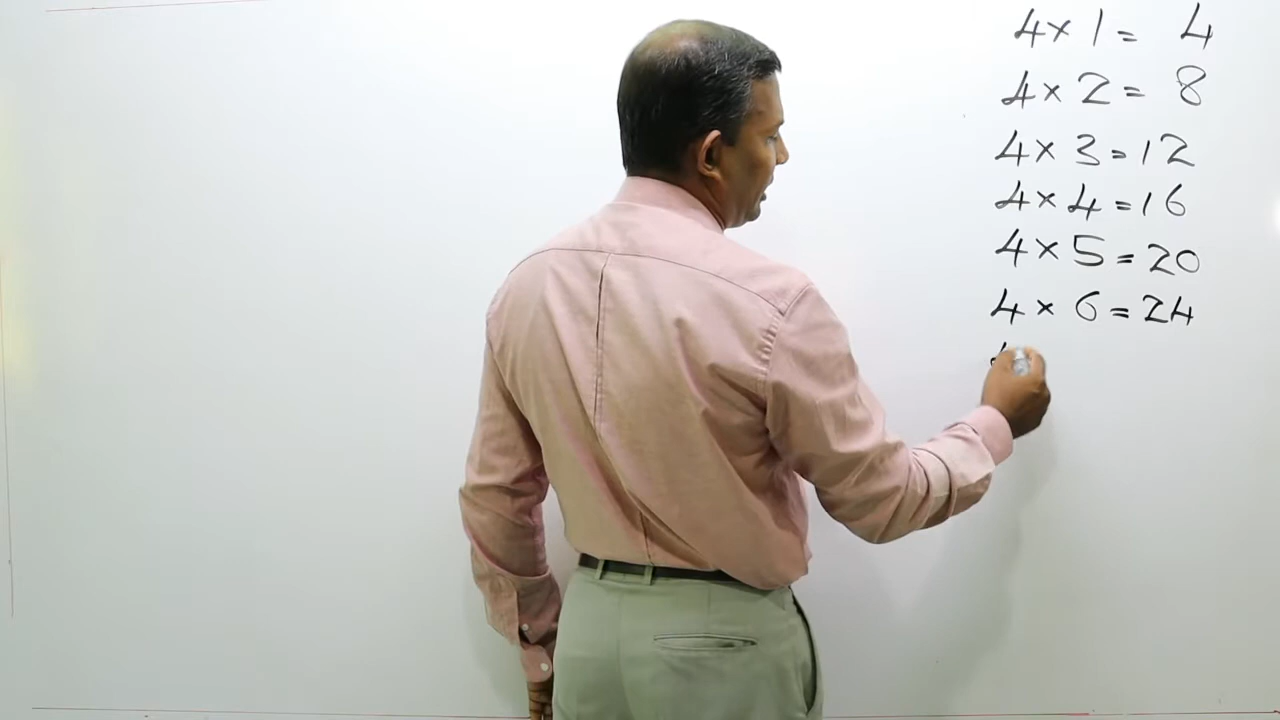 4 × 1 = 4
4 × 2 = 8
4 × 3 = 12
4 × 4 = 16
4 × 5 = 20
4 × 6 = 24